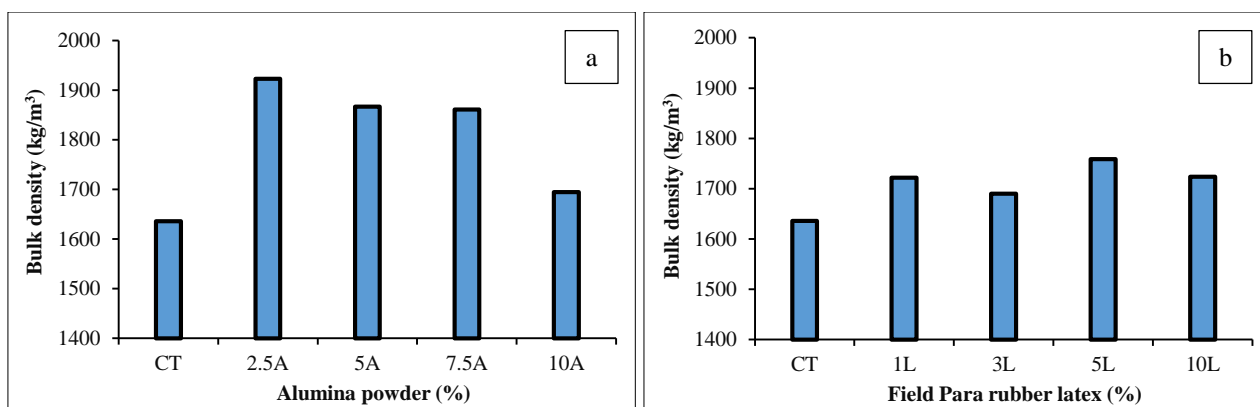 a
Bulk density (kg/m³)
2000
1900
1800
1700
1600
1500
1400
CT 2.5A 5A 7.5A 10A
Alumina powder (%)
b
Bulk density (kg/m³)
2000
1900
1800
1700
1600
1500
1400
CT 1L 3L 5L 10L
Field Para rubber latex (%)